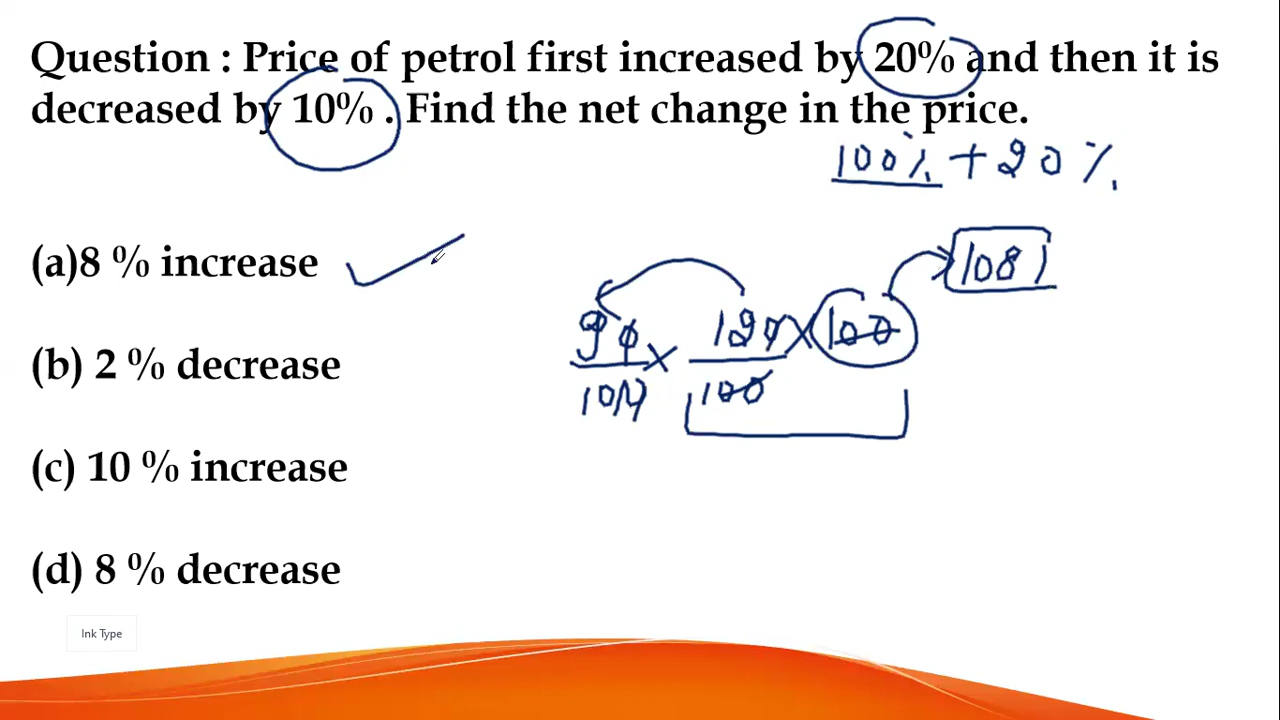 Question : Price of petrol first increased by 20% and then it is
decreased by 10% . Find the net change in the price.
100% + 20%
(a)8 % increase
108
90/100 × 120/100 × 100
(b) 2 % decrease
(c) 10 % increase
(d) 8 % decrease
Ink Type